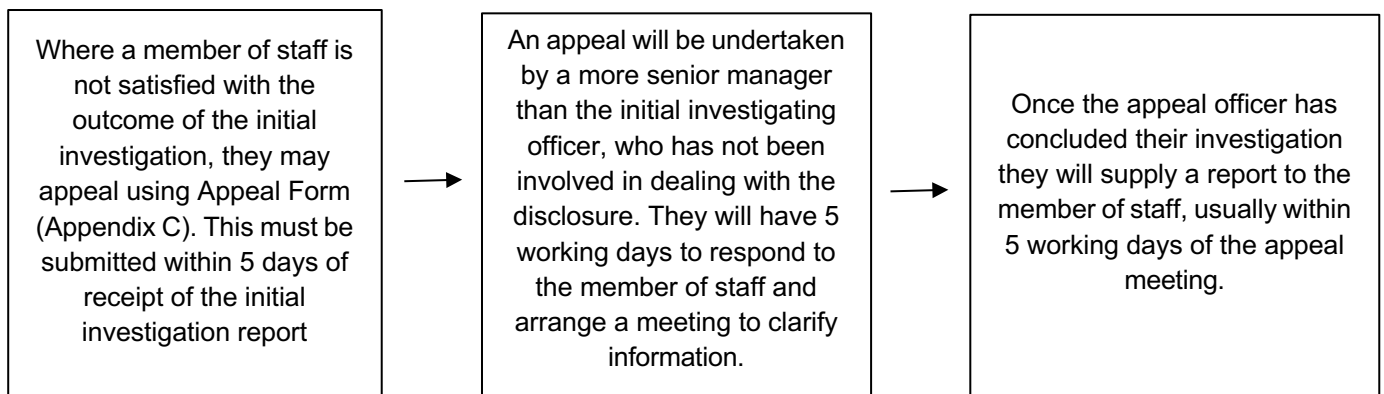 Where a member of staff is
not satisfied with the
outcome of the initial
investigation, they may
appeal using Appeal Form
(Appendix C). This must be
submitted within 5 days of
receipt of the initial
investigation report
An appeal will be undertaken
by a more senior manager
than the initial investigating
officer, who has not been
involved in dealing with the
disclosure. They will have 5
working days to respond to
the member of staff and
arrange a meeting to clarify
information.
Once the appeal officer has
concluded their investigation
they will supply a report to the
member of staff, usually within
5 working days of the appeal
meeting.